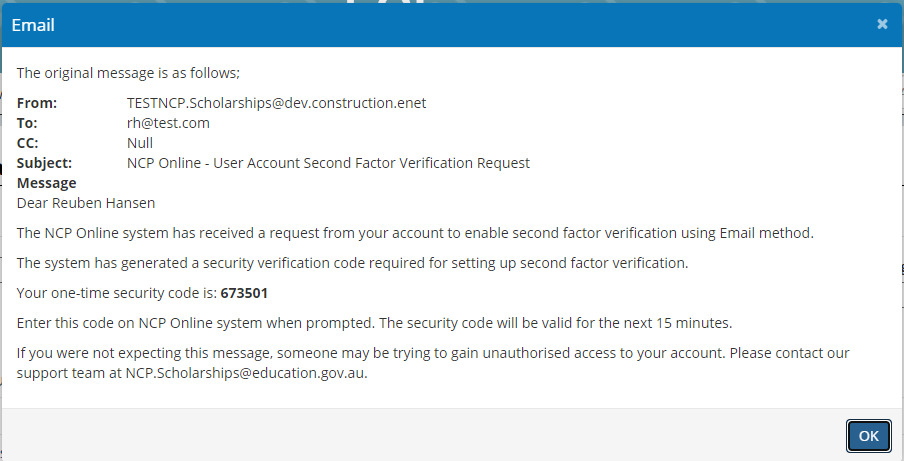 Email
The original message is as follows;
From: TESTNCP.Scholarships@dev.construction.enet
To: rh@test.com
CC: Null
Subject: NCP Online - User Account Second Factor Verification Request
Message
Dear Reuben Hansen
The NCP Online system has received a request from your account to enable second factor verification using Email method.
The system has generated a security verification code required for setting up second factor verification.
Your one-time security code is: 673501
Enter this code on NCP Online system when prompted. The security code will be valid for the next 15 minutes.
If you were not expecting this message, someone may be trying to gain unauthorised access to your account. Please contact our
support team at NCP.Scholarships@education.gov.au.
OK